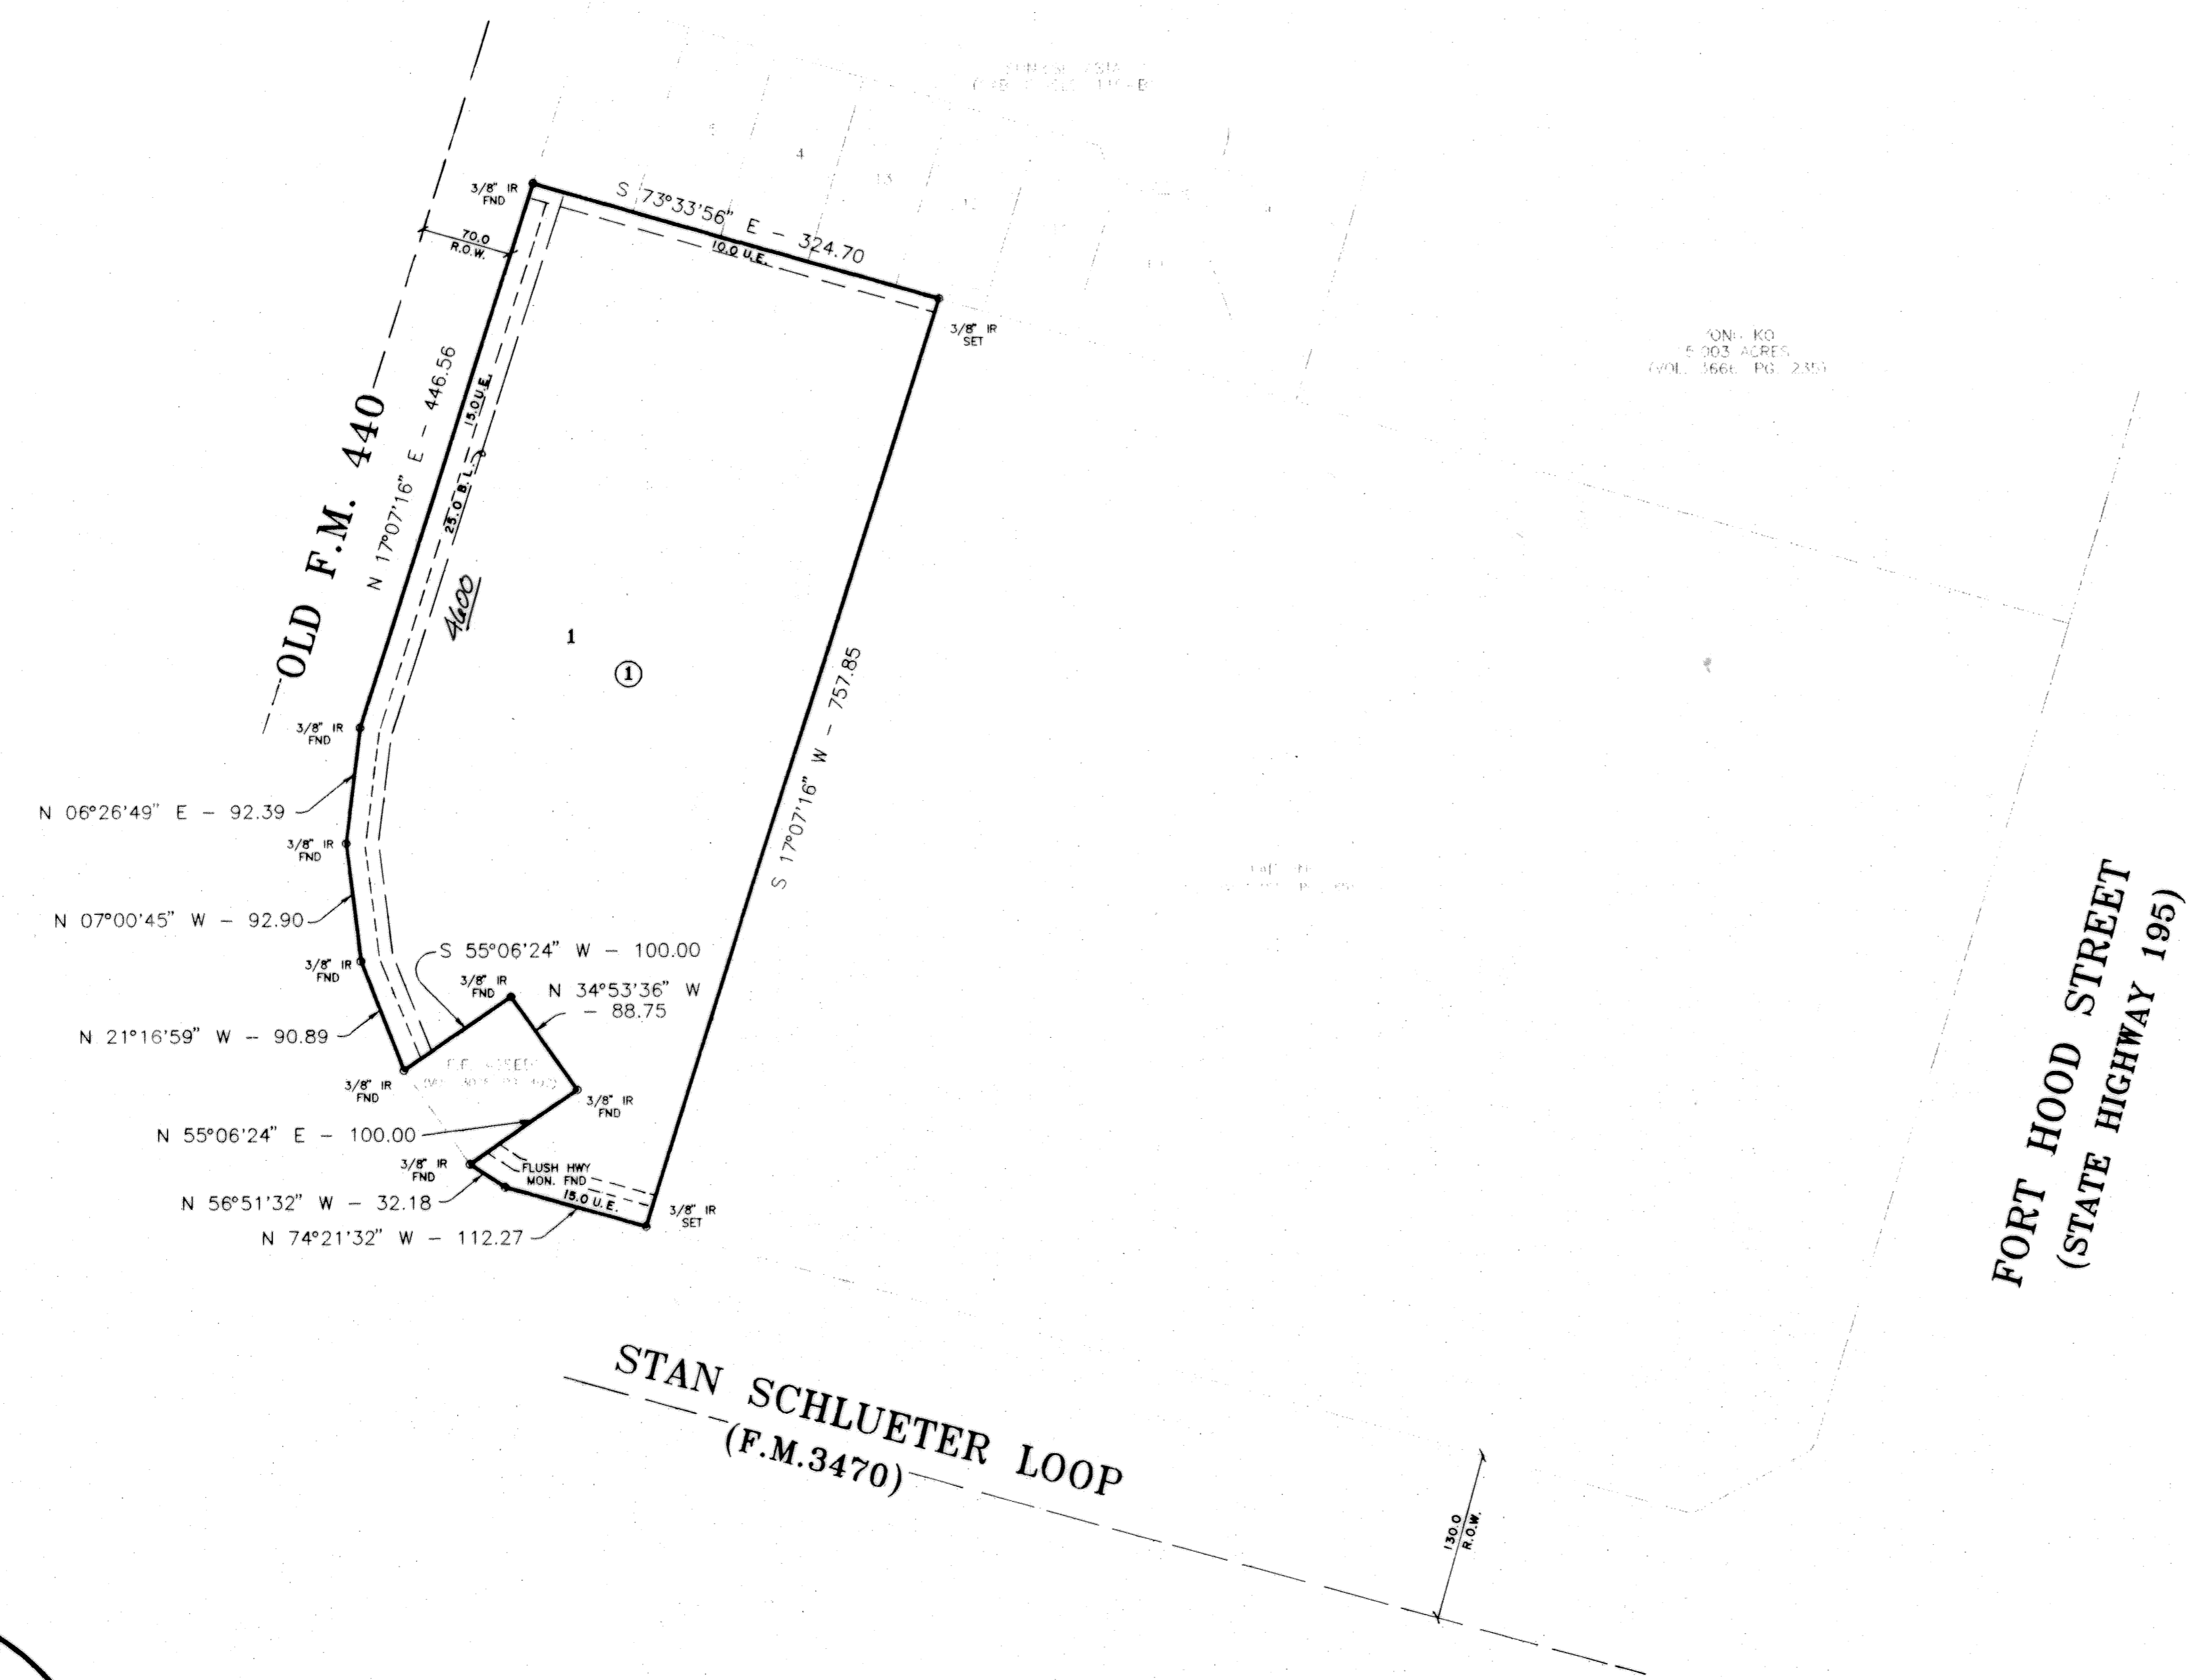 3/8" IR
FND
S 73°33'56" E - 324.70
10.0 U.E.
70.0
R.O.W.
3/8" IR
SET
5.003 ACRES
OLD F.M. 440
N 17°07'16" E - 446.56
15.0 U.E.
25.0 B.L.
4600
1
1
S 17°07'16" W - 757.85
3/8" IR
FND
N 06°26'49" E - 92.39
3/8" IR
FND
N 07°00'45" W - 92.90
3/8" IR
FND
S 55°06'24" W - 100.00
3/8" IR
FND
N 34°53'36" W
- 88.75
N 21°16'59" W - 90.89
3/8" IR
FND
3/8" IR
FND
N 55°06'24" E - 100.00
3/8" IR
FND
FLUSH HWY
MON. FND
15.0 U.E.
N 56°51'32" W - 32.18
3/8" IR
SET
N 74°21'32" W - 112.27
4
13
FORT HOOD STREET
(STATE HIGHWAY 195)
STAN SCHLUETER LOOP
(F.M.3470)
130.0
R.O.W.